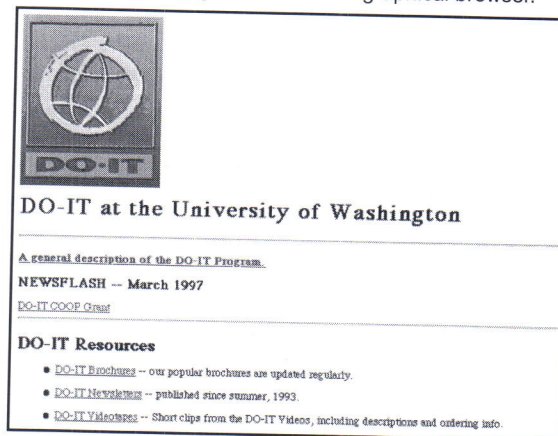 graphical browser.
DO-IT
DO-IT at the University of Washington
A general description of the DO-IT Program.
NEWSFLASH -- March 1997
DO-IT COOP Grant
DO-IT Resources
DO-IT Brochures -- our popular brochures are updated regularly.
DO-IT Newsletters -- published since summer, 1993.
DO-IT Videotapes -- Short clips from the DO-IT Videos, including descriptions and ordering info.